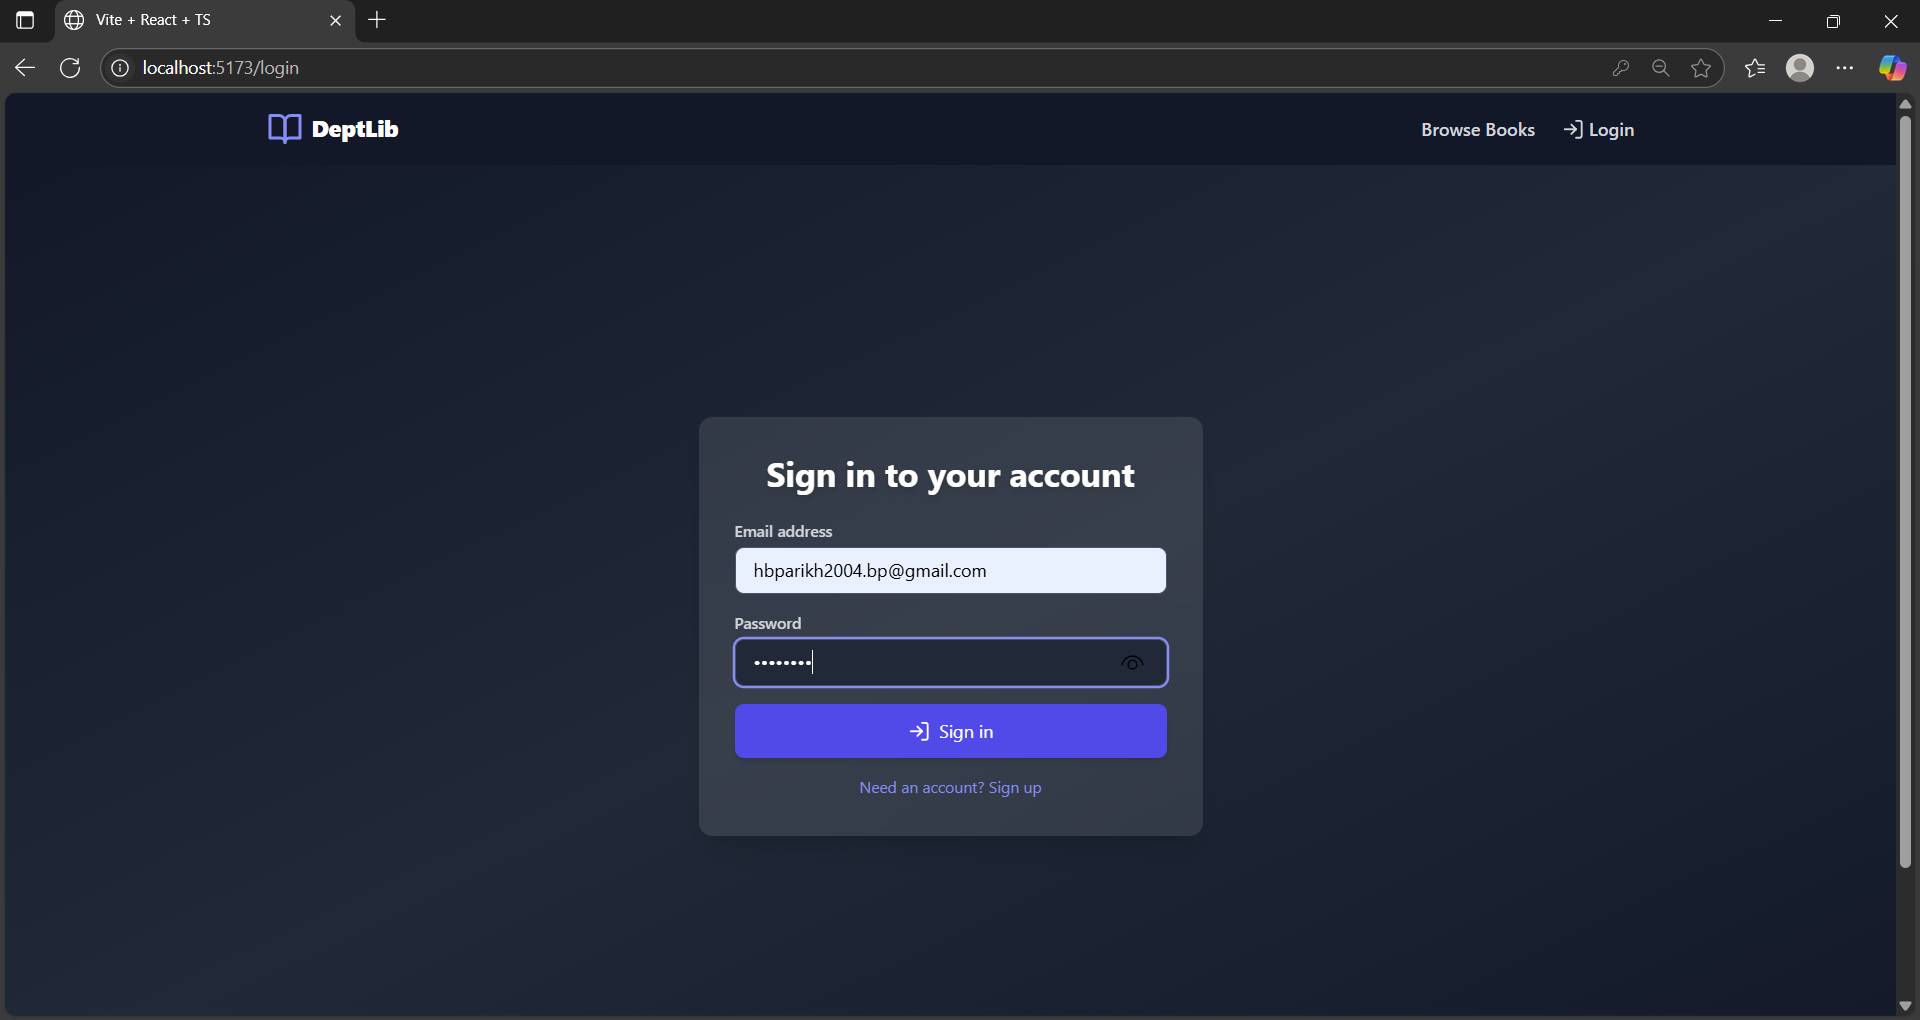 Vite + React + TS
localhost:5173/login
DeptLib
Browse Books
Login
Sign in to your account
Email address
hbparikh2004.bp@gmail.com
Password
••••••••
Sign in
Need an account? Sign up